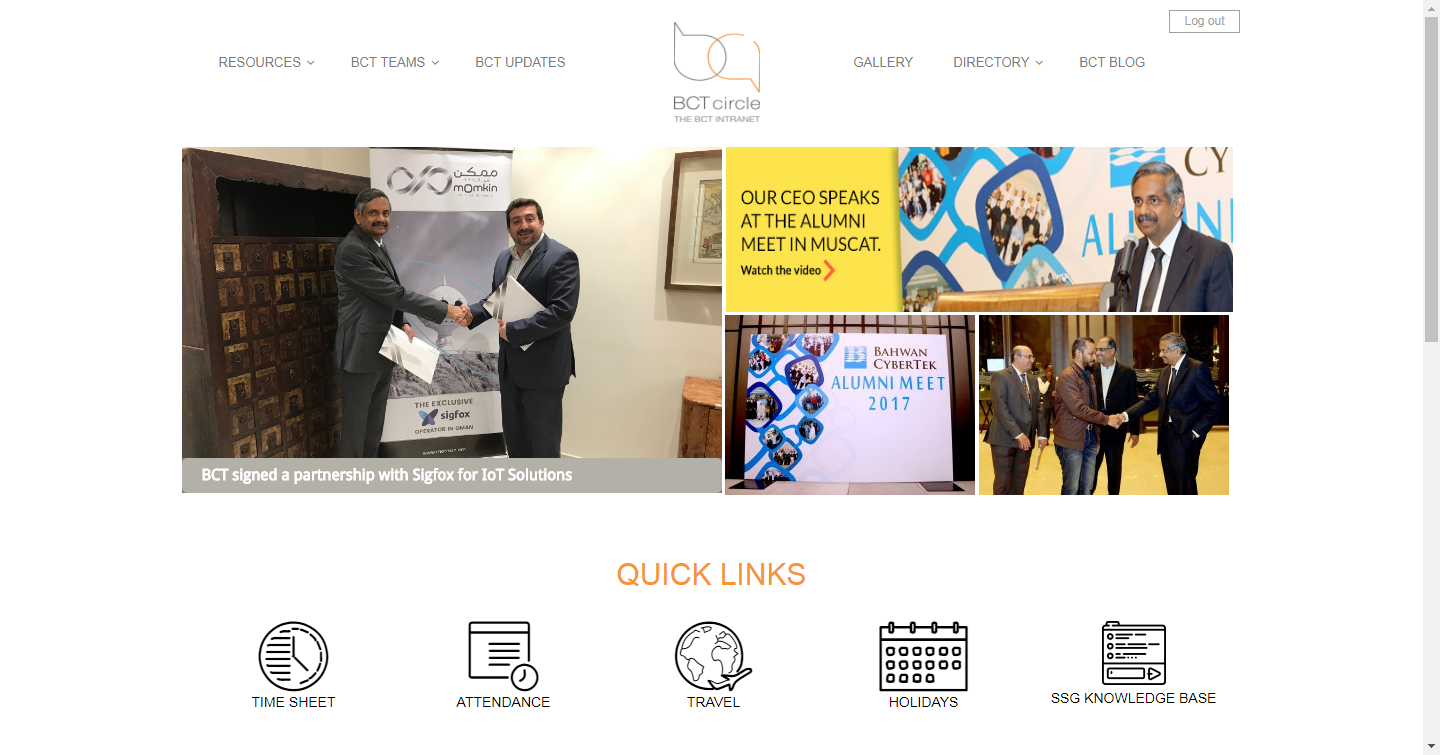 Log out
RESOURCES
BCT TEAMS
BCT UPDATES
BCT circle
THE BCT INTRANET
GALLERY
DIRECTORY
BCT BLOG
ممكن
momkin
THE EXCLUSIVE
sigfox
OPERATOR IN OMAN
BCT signed a partnership with Sigfox for IoT Solutions
OUR CEO SPEAKS
AT THE ALUMNI
MEET IN MUSCAT.
Watch the video
CY
ALUMNI
BAHWAN
CYBERTEK
ALUMNI MEET
2017
QUICK LINKS
TIME SHEET
ATTENDANCE
TRAVEL
HOLIDAYS
SSG KNOWLEDGE BASE